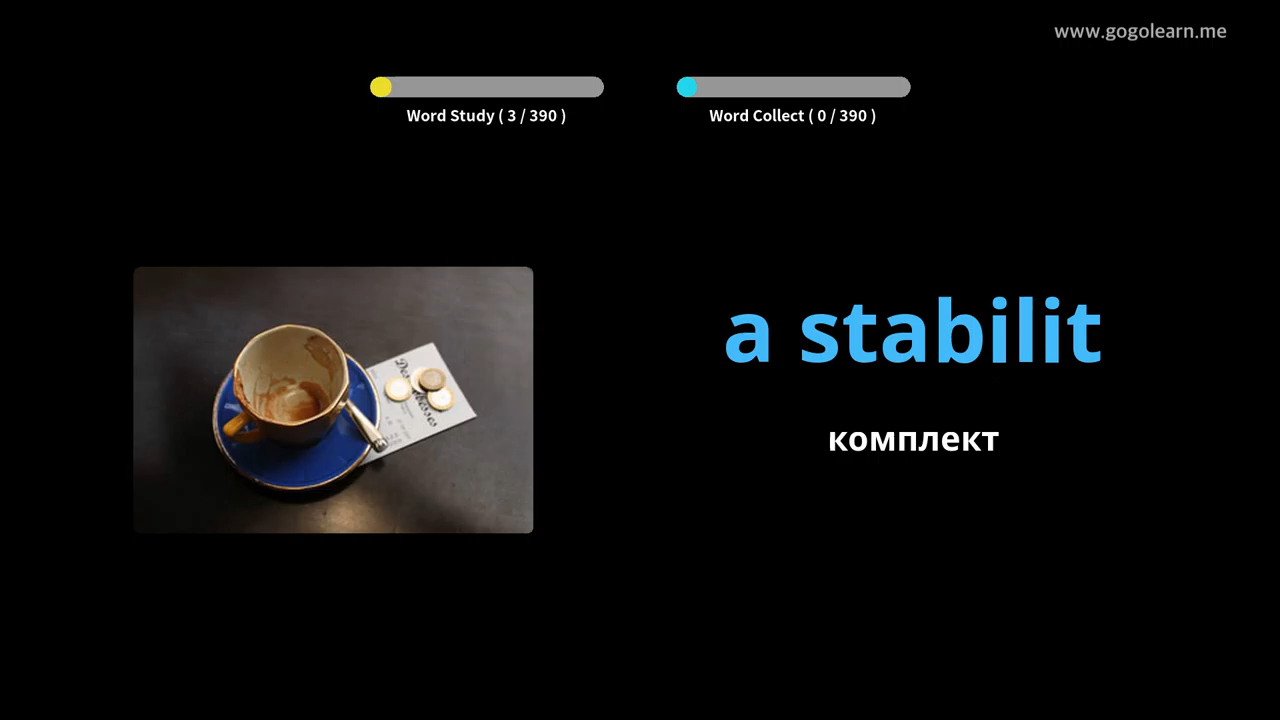 www.gogolearn.me
Word Study ( 3 / 390 )
Word Collect ( 0 / 390 )
a stabilit
комплект